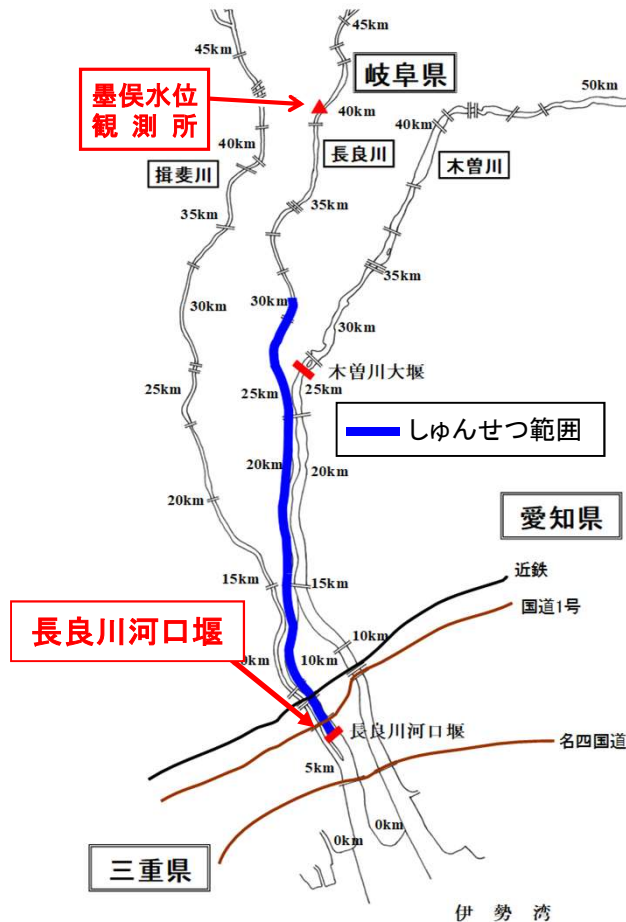 45km
45km
岐阜県
墨俣水位
観測所
50km
40km
40km
長良川
木曽川
40km
揖斐川
35km
35km
35km
30km
30km
30km
木曽川大堰
25km
25km
25km
しゅんせつ範囲
20km
20km
20km
愛知県
近鉄
15km
15km
国道1号
長良川河口堰
10km
10km
長良川河口堰
名四国道
5km
0km
0km
三重県
伊勢湾